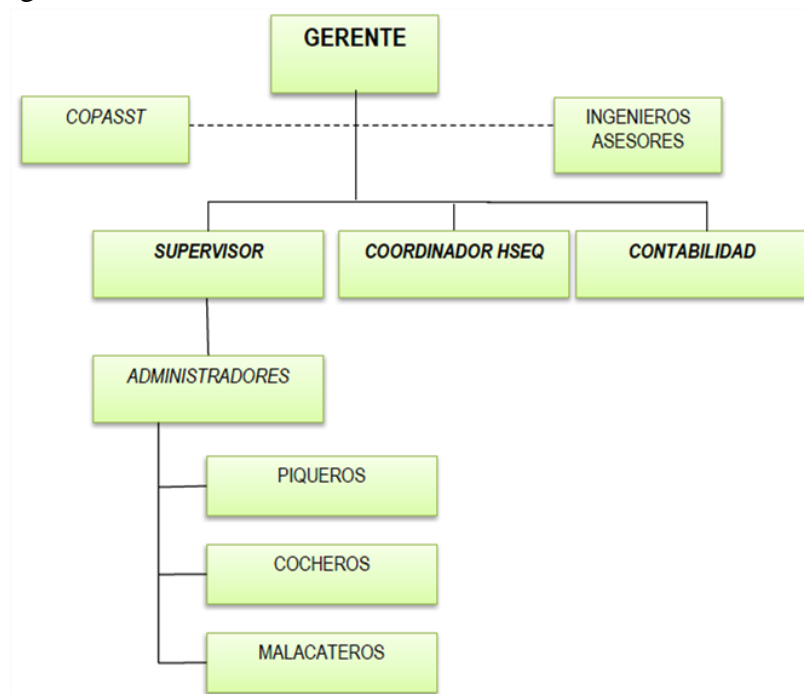 GERENTE
COPASST
INGENIEROS
ASESORES
SUPERVISOR
COORDINADOR HSEQ
CONTABILIDAD
ADMINISTRADORES
PIQUEROS
COCHEROS
MALACATEROS